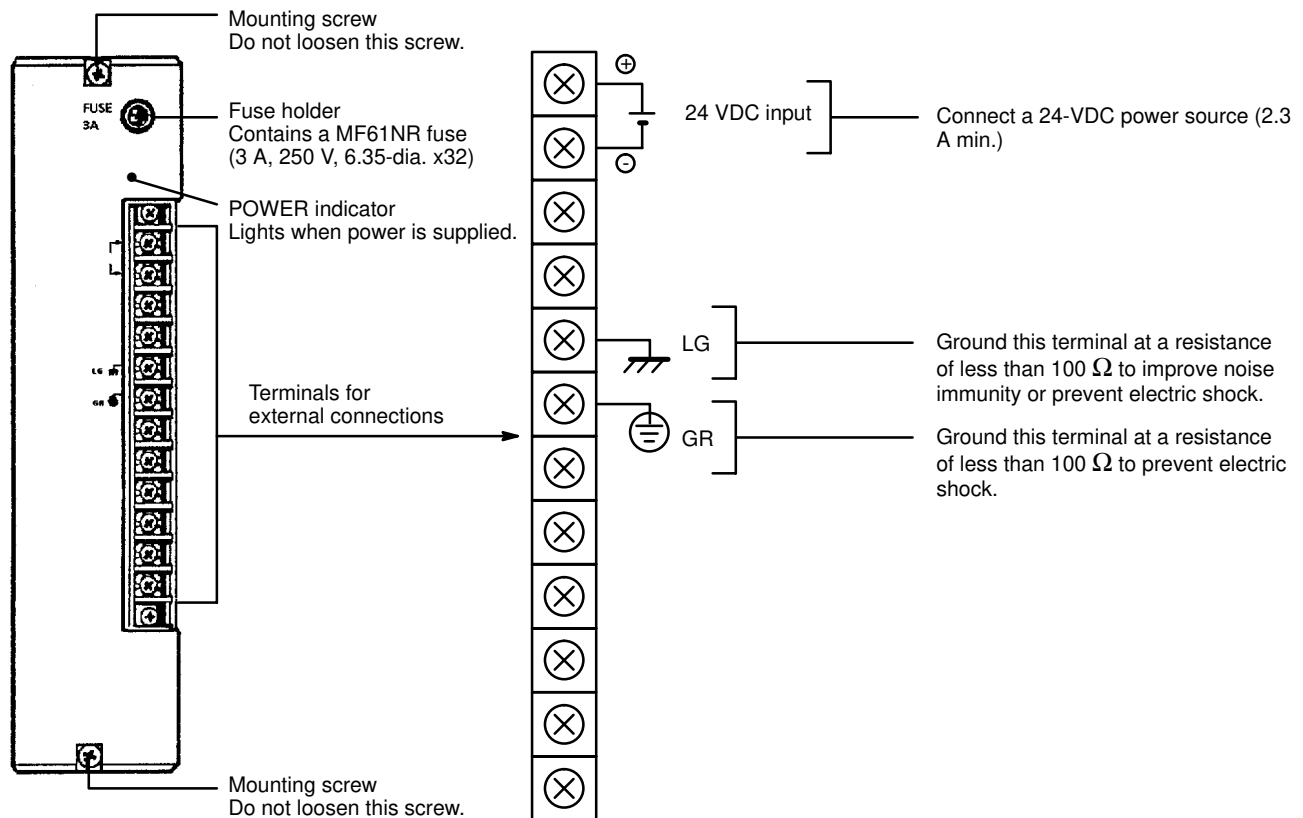 Mounting screw
Do not loosen this screw.
FUSE
3A
Fuse holder
Contains a MF61NR fuse
(3 A, 250 V, 6.35-dia. x32)
POWER indicator
Lights when power is supplied.
LG
GR
Terminals for
external connections
Mounting screw
Do not loosen this screw.
+
24 VDC input
-
Connect a 24-VDC power source (2.3
A min.)
LG
Ground this terminal at a resistance
of less than 100 Ω to improve noise
immunity or prevent electric shock.
GR
Ground this terminal at a resistance
of less than 100 Ω to prevent electric
shock.